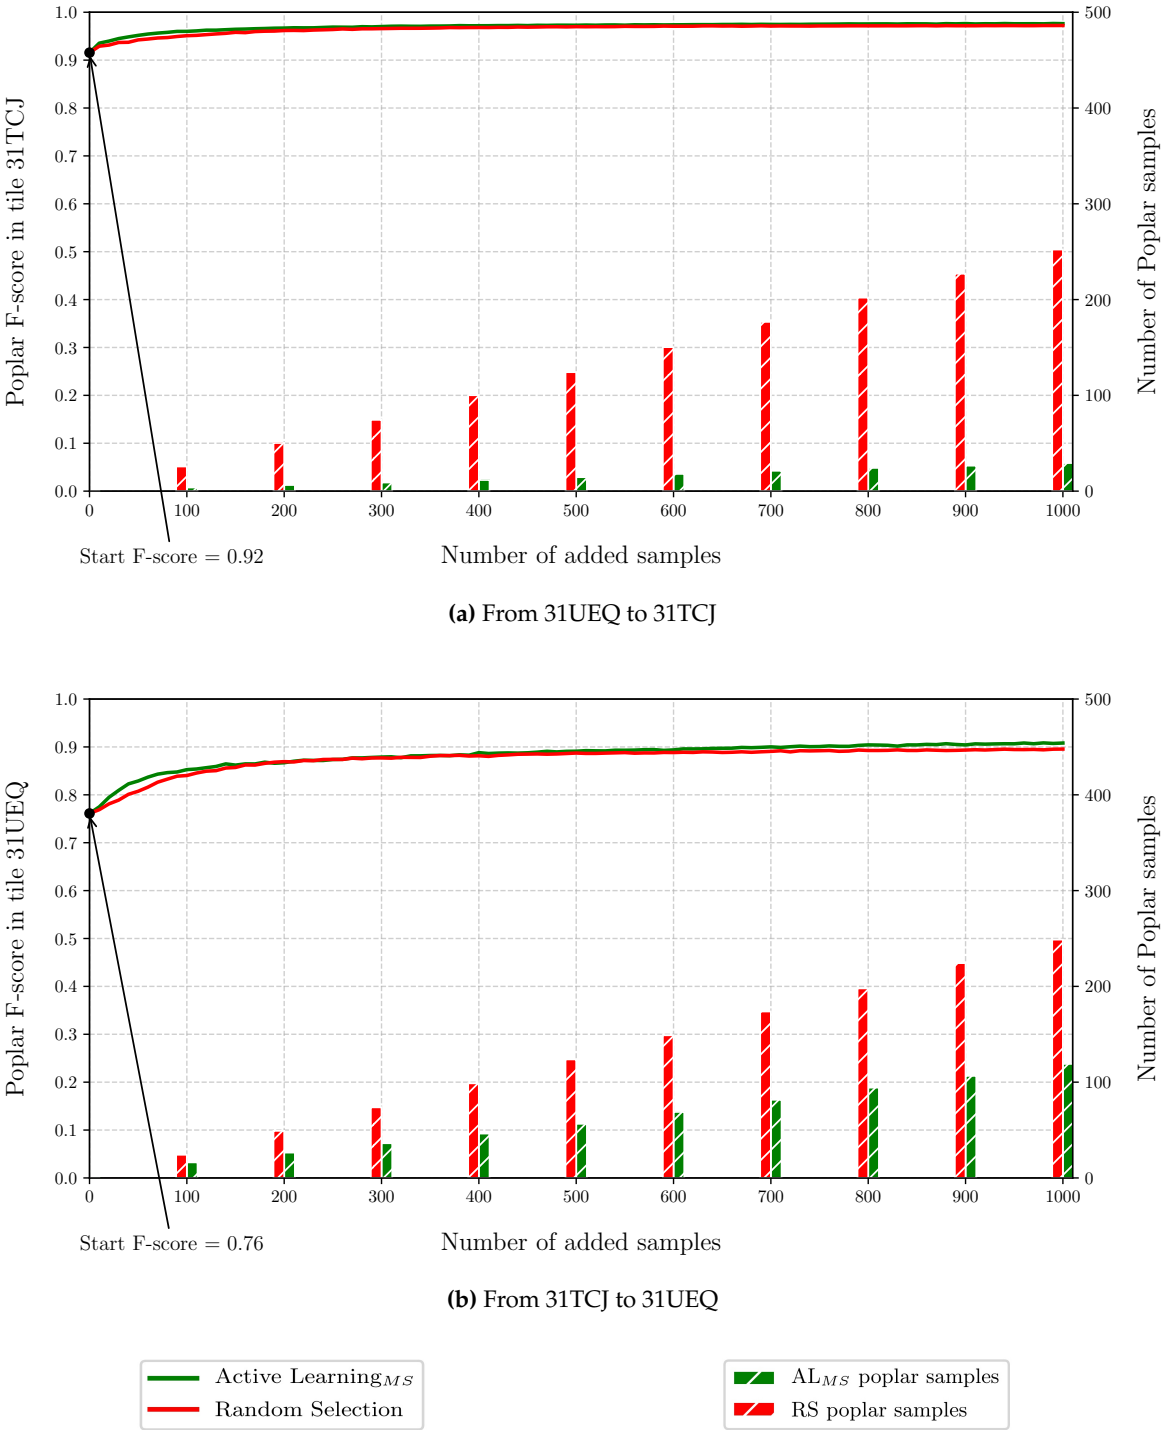 1.0
0.9
0.8
0.7
0.6
0.5
0.4
0.3
0.2
0.1
0.0
Poplar F-score in tile 31TCJ
500
400
300
200
100
0
Number of Poplar samples
0 100 200 300 400 500 600 700 800 900 1000
Start F-score = 0.92
Number of added samples
(a) From 31UEQ to 31TCJ
1.0
0.9
0.8
0.7
0.6
0.5
0.4
0.3
0.2
0.1
0.0
Poplar F-score in tile 31UEQ
500
400
300
200
100
0
Number of Poplar samples
0 100 200 300 400 500 600 700 800 900 1000
Start F-score = 0.76
Number of added samples
(b) From 31TCJ to 31UEQ
Active Learning_MS
Random Selection
AL_MS poplar samples
RS poplar samples